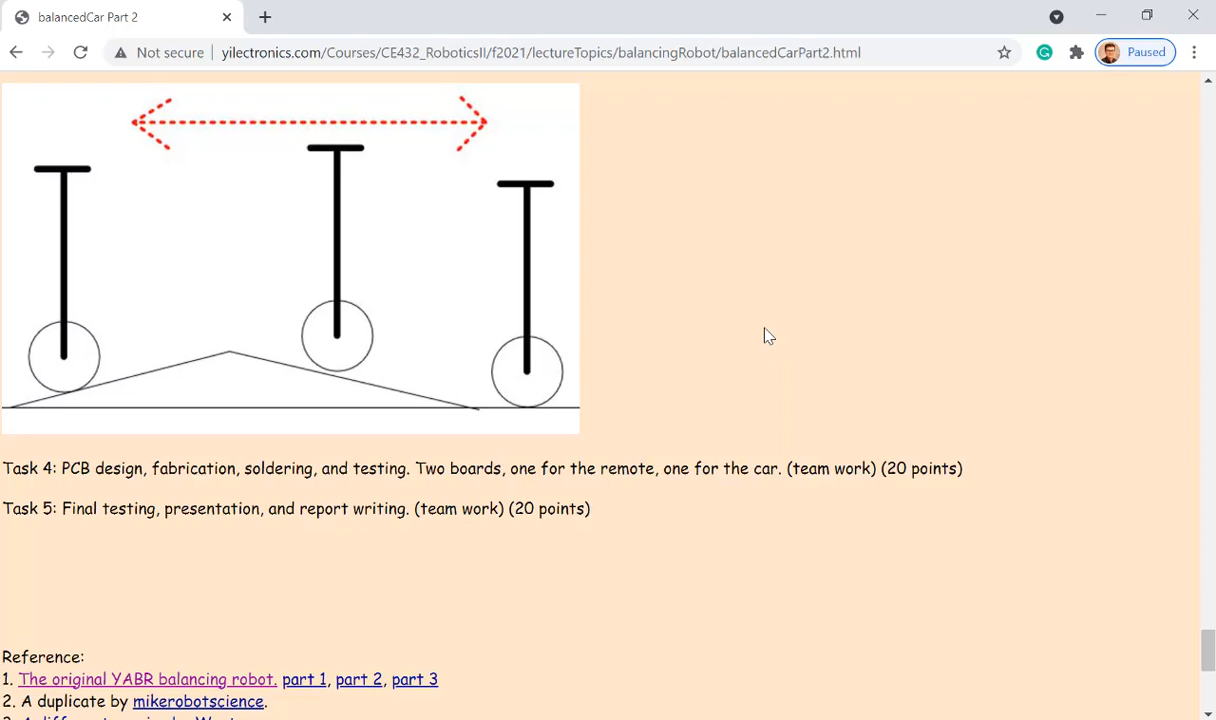 balancedCar Part 2
Not secure
yilectronics.com/Courses/CE432_RoboticsII/f2021/lectureTopics/balancingRobot/balancedCarPart2.html
Paused
Task 4: PCB design, fabrication, soldering, and testing. Two boards, one for the remote, one for the car. (team work) (20 points)
Task 5: Final testing, presentation, and report writing. (team work) (20 points)
Reference:
1. The original YABR balancing robot. part 1, part 2, part 3
2. A duplicate by mikerobotscience.